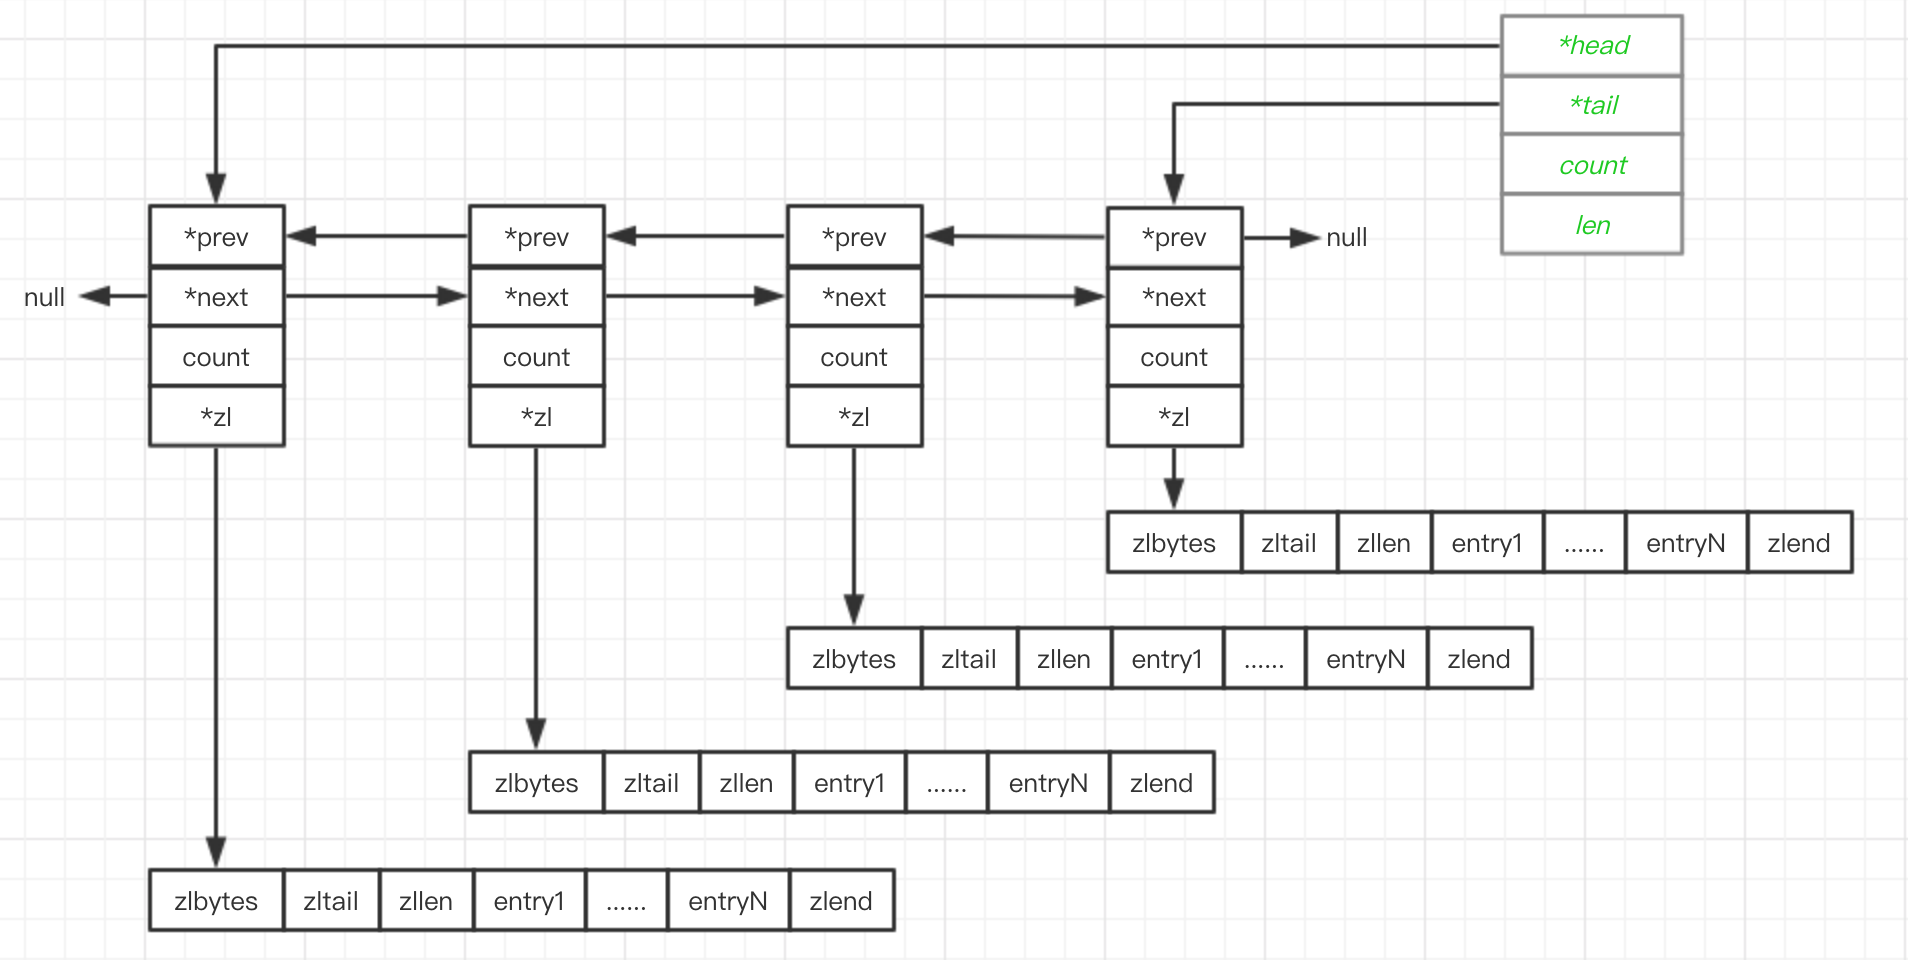 *head
*tail
count
len
*prev *prev *prev *prev null
null *next *next *next *next
count count count count
*zl *zl *zl *zl
zlbytes zltail zllen entry1 ...... entryN zlend
zlbytes zltail zllen entry1 ...... entryN zlend
zlbytes zltail zllen entry1 ...... entryN zlend
zlbytes zltail zllen entry1 ...... entryN zlend